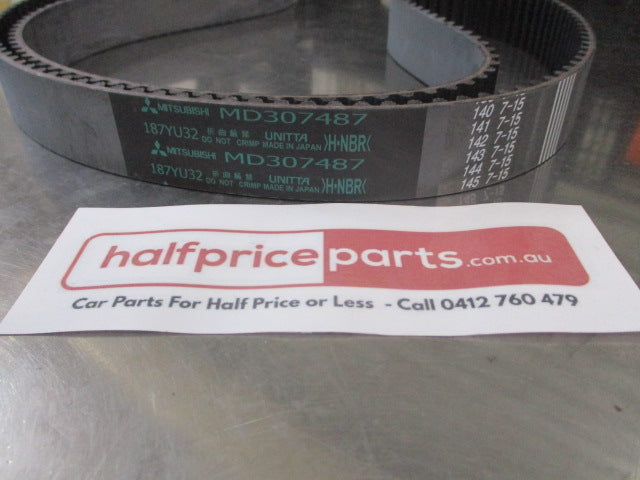 MITSUBISHI MD307487
187YU32 折曲厳禁 DO NOT CRIMP UNITTA MADE IN JAPAN >H-NBR<
MITSUBISHI MD307487
187YU32 折曲厳禁 DO NOT CRIMP UNITTA MADE IN JAPAN >H-NBR<
140 7-15
141 7-15
142 7-15
143 7-15
144 7-15
145 7-15
halfpriceparts.com.au
Car Parts For Half Price or Less - Call 0412 760 479